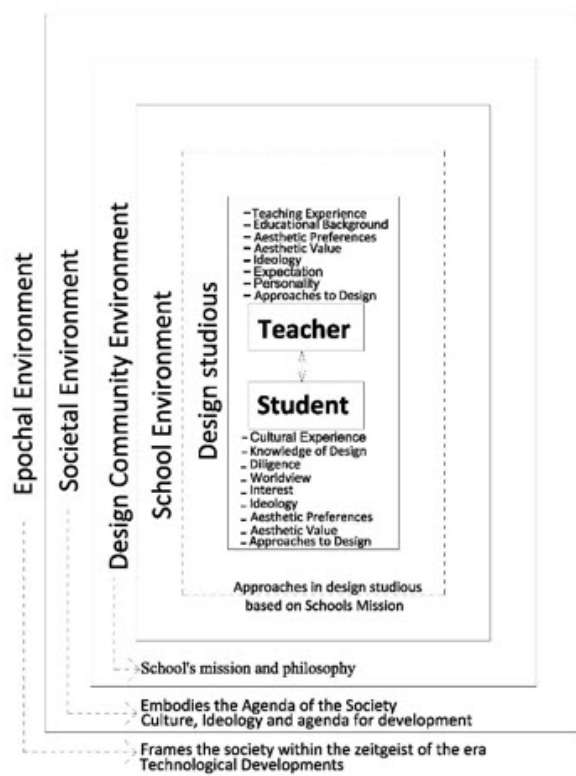 Epochal Environment
Societal Environment
Design Community Environment
School Environment
Design studious
–Teaching Experience
–Educational Background
– Aesthetic Preferences
–Aesthetic Value
–Ideology
–Expectation
–Personality
– Approaches to Design
Teacher
Student
– Cultural Experience
– Knowledge of Design
– Diligence
– Worldview
– Interest
– Ideology
– Aesthetic Preferences
– Aesthetic Value
– Approaches to Design
Approaches in design studious
based on Schools Mission
School's mission and philosophy
Embodies the Agenda of the Society
Culture, Ideology and agenda for development
Frames the society within the zeitgeist of the era
Technological Developments